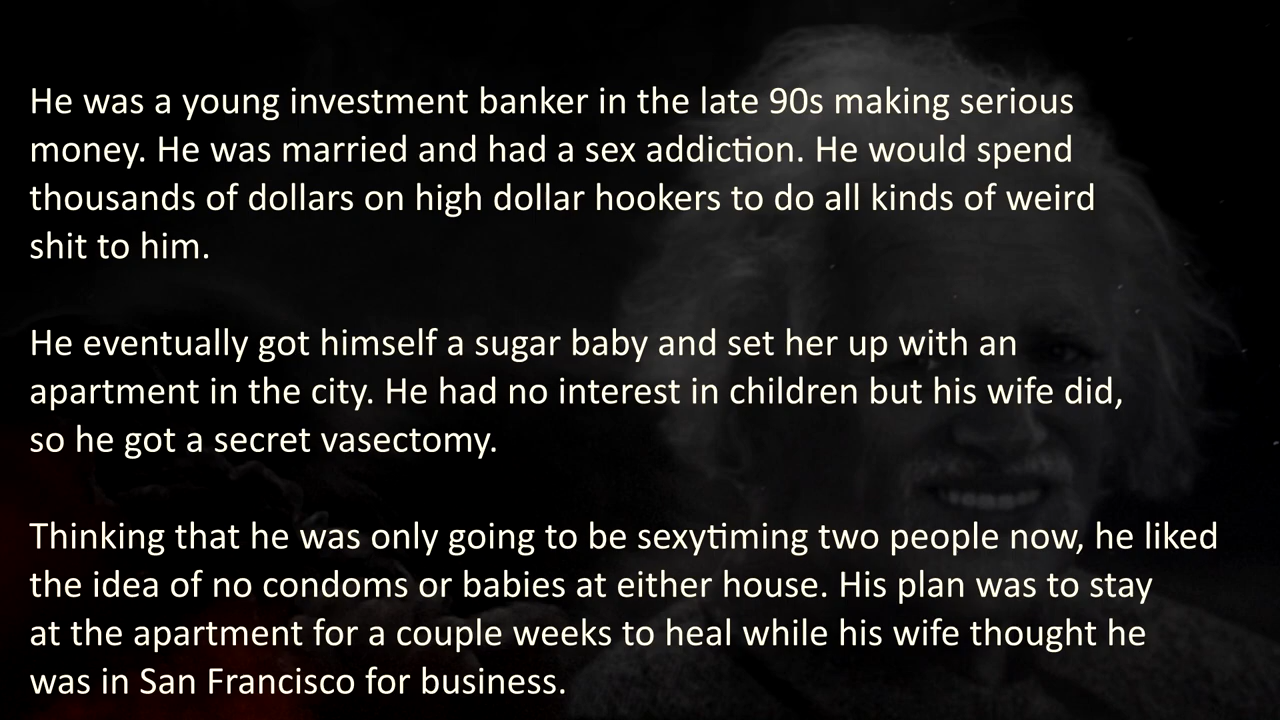 He was a young investment banker in the late 90s making serious
money. He was married and had a sex addiction. He would spend
thousands of dollars on high dollar hookers to do all kinds of weird
shit to him.
He eventually got himself a sugar baby and set her up with an
apartment in the city. He had no interest in children but his wife did,
so he got a secret vasectomy.
Thinking that he was only going to be sexytiming two people now, he liked
the idea of no condoms or babies at either house. His plan was to stay
at the apartment for a couple weeks to heal while his wife thought he
was in San Francisco for business.